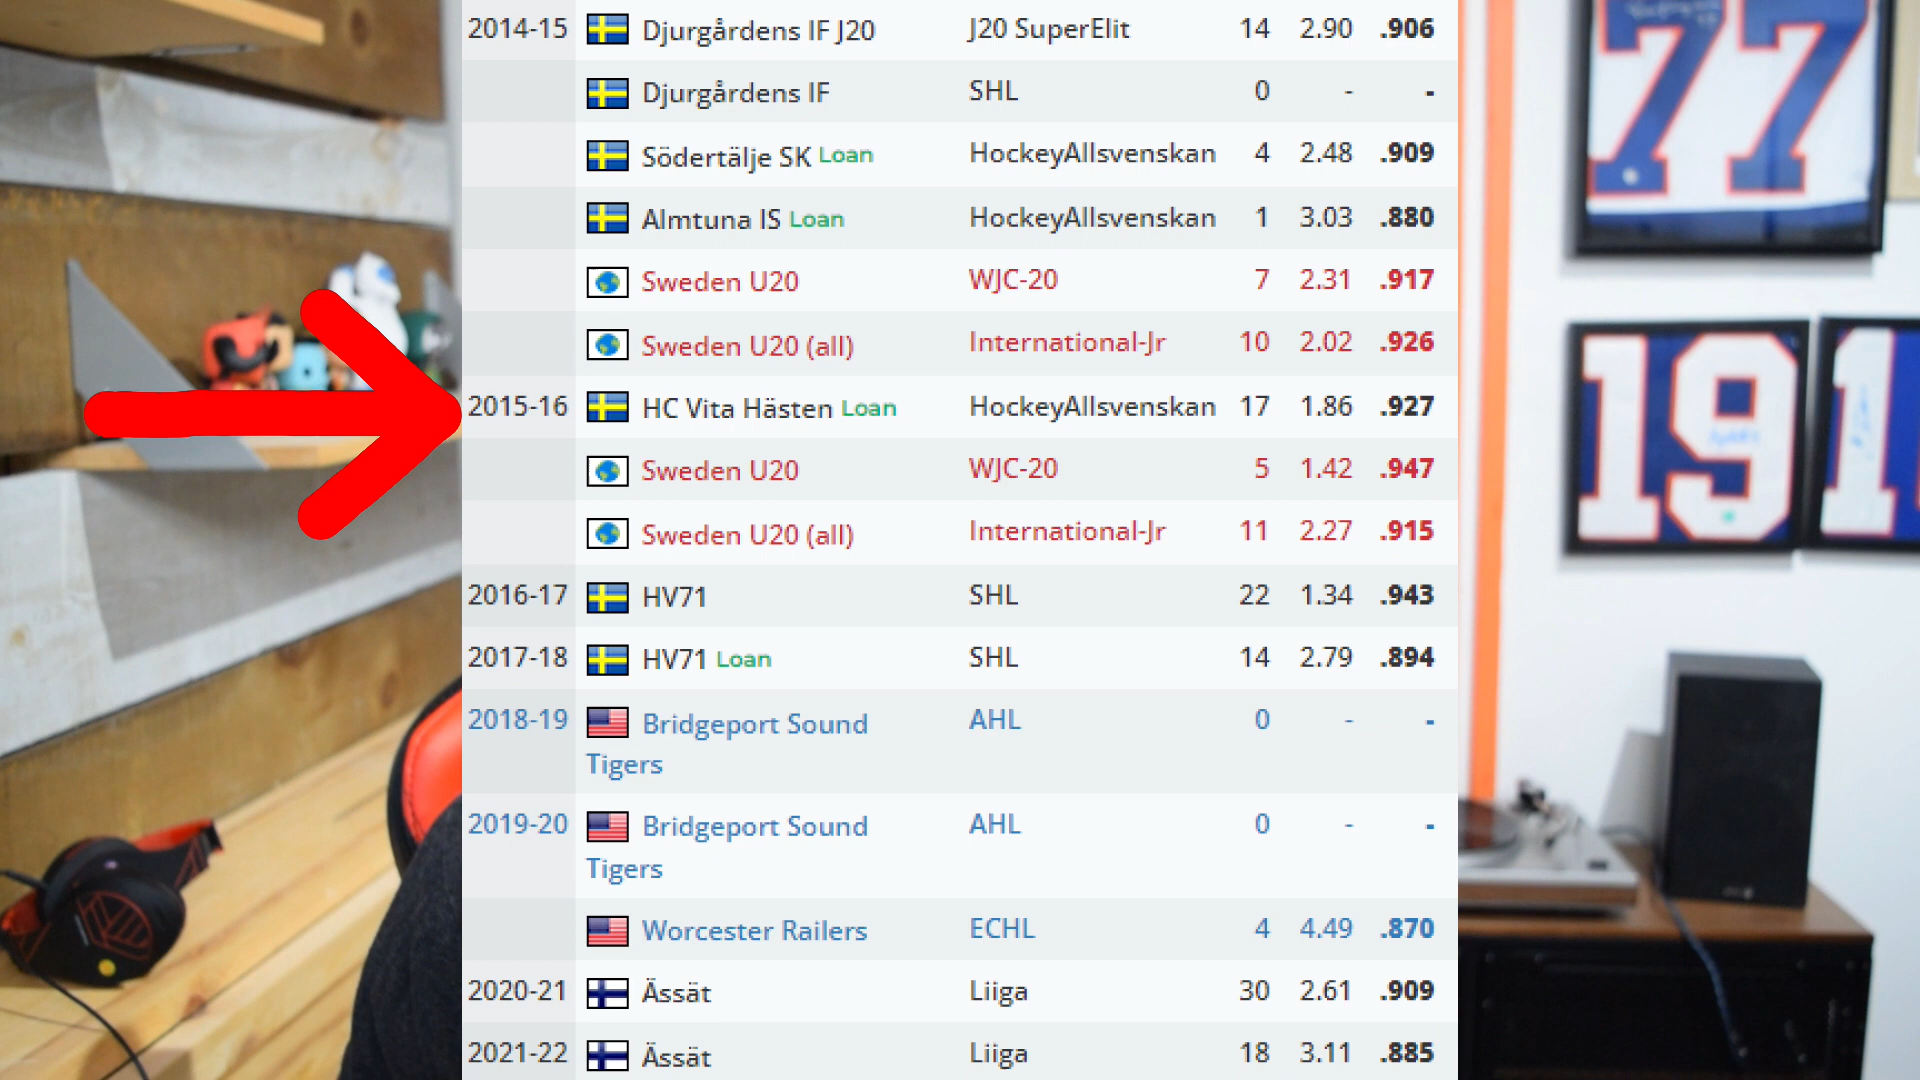 2014-15 Djurgårdens IF J20 J20 SuperElit 14 2.90 .906
Djurgårdens IF SHL 0 - -
Södertälje SK Loan HockeyAllsvenskan 4 2.48 .909
Almtuna IS Loan HockeyAllsvenskan 1 3.03 .880
Sweden U20 WJC-20 7 2.31 .917
Sweden U20 (all) International-Jr 10 2.02 .926
2015-16 HC Vita Hästen Loan HockeyAllsvenskan 17 1.86 .927
Sweden U20 WJC-20 5 1.42 .947
Sweden U20 (all) International-Jr 11 2.27 .915
2016-17 HV71 SHL 22 1.34 .943
2017-18 HV71 Loan SHL 14 2.79 .894
2018-19 Bridgeport Sound AHL 0 - -
Tigers
2019-20 Bridgeport Sound AHL 0 - -
Tigers
Worcester Railers ECHL 4 4.49 .870
2020-21 Ässät Liiga 30 2.61 .909
2021-22 Ässät Liiga 18 3.11 .885
77
19
1